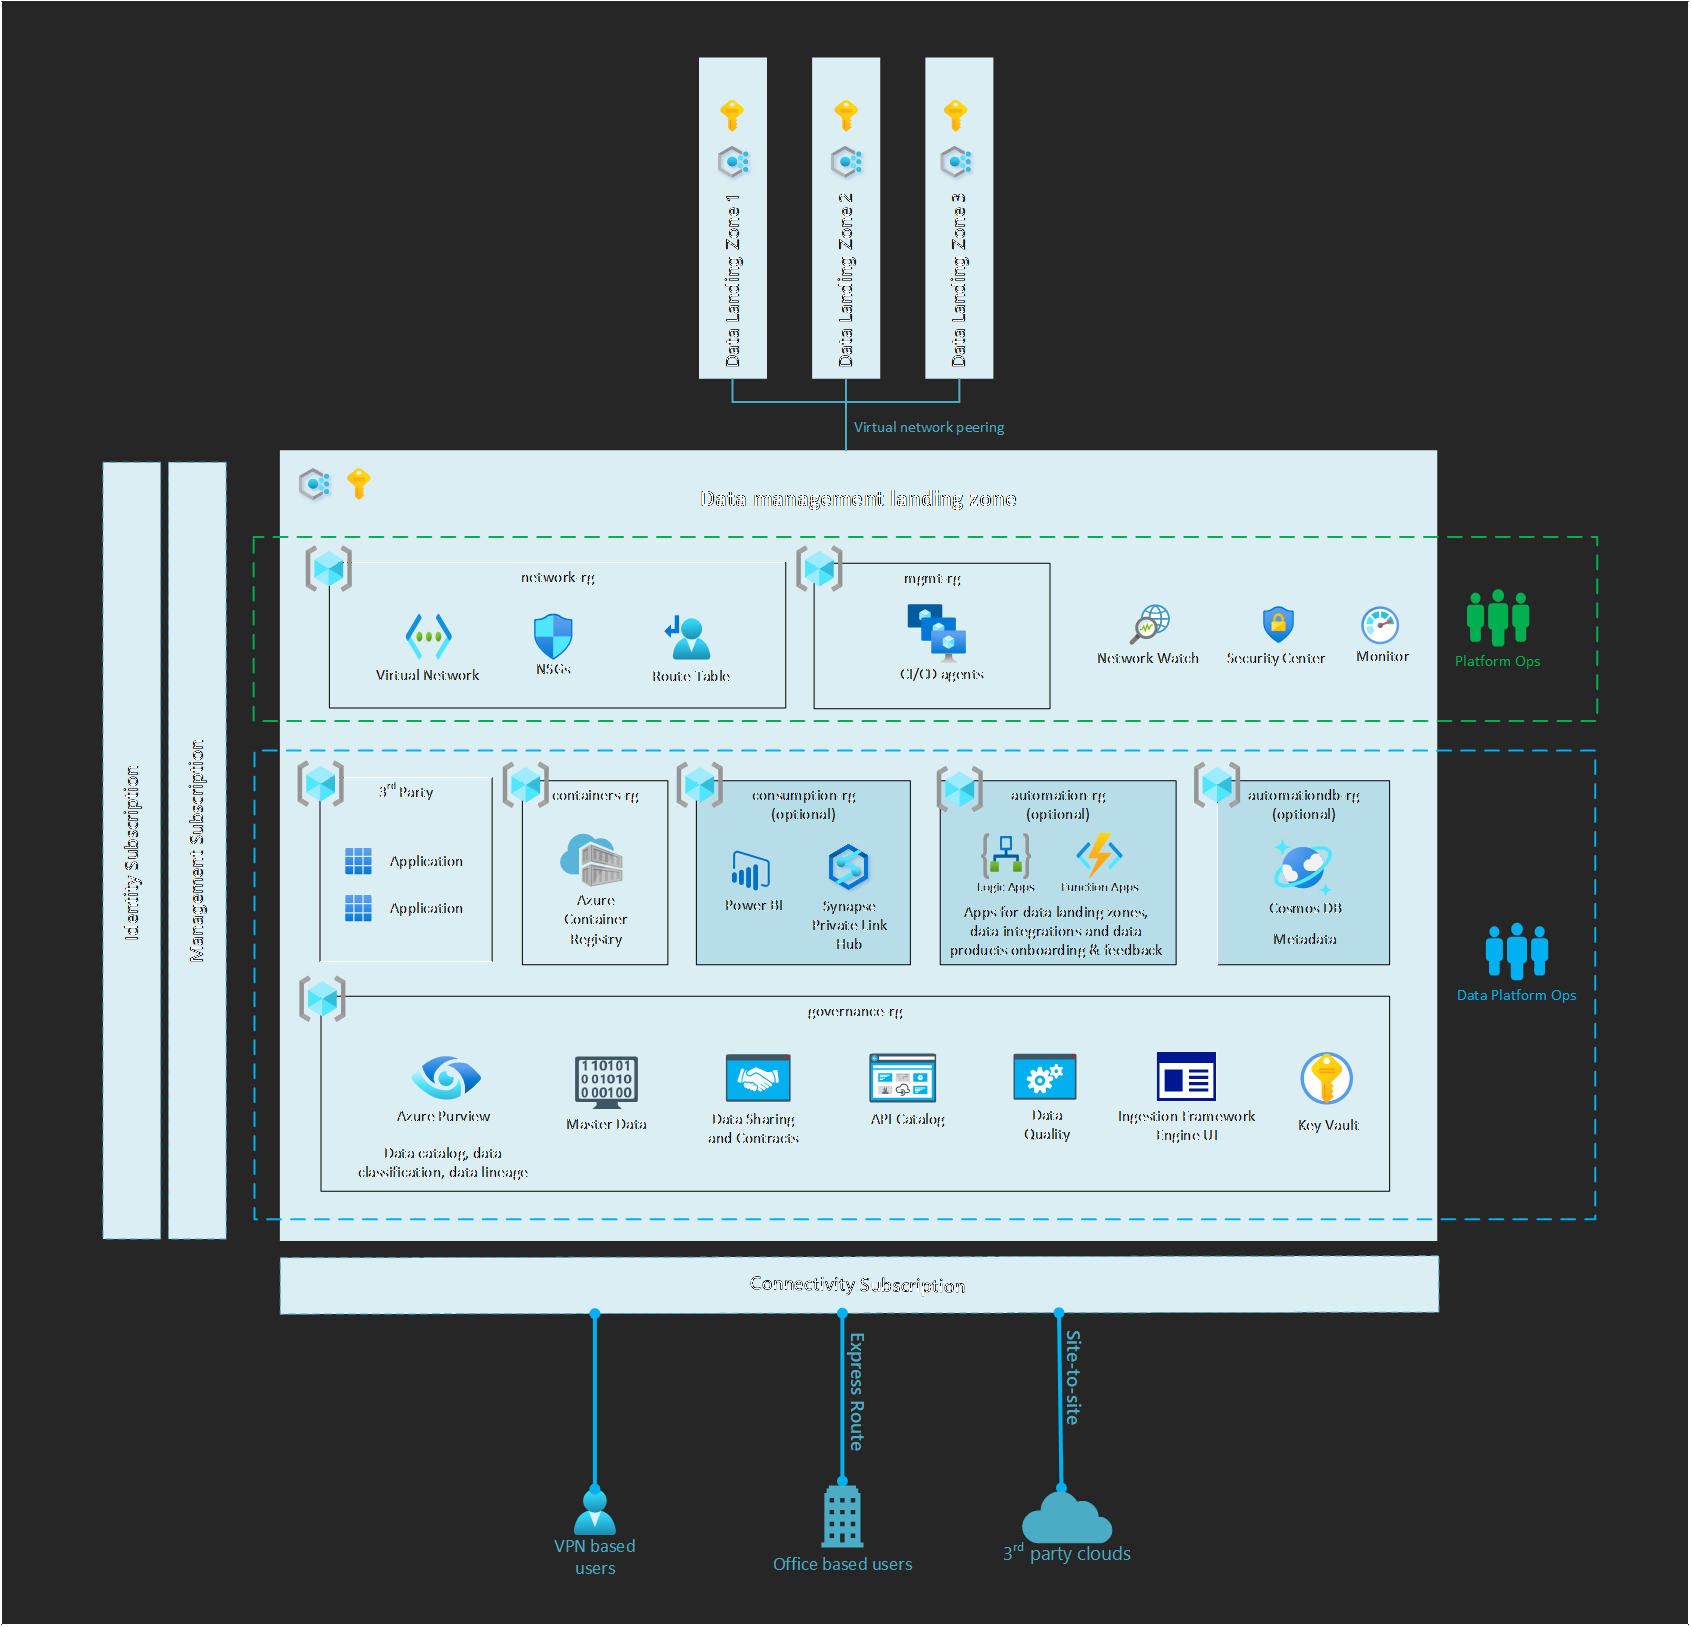 Data Landing Zone 1
Data Landing Zone 2
Data Landing Zone 3
Virtual network peering
Identity Subscription
Management Subscription
Data management landing zone
network-rg
Virtual Network
NSGs
Route Table
mgmt-rg
CI/CD agents
Network Watch
Security Center
Monitor
Platform Ops
3rd Party
Application
Application
containers-rg
Azure
Container
Registry
consumption-rg
(optional)
Power BI
Synapse
Private Link
Hub
automation-rg
(optional)
Logic Apps
Function Apps
Apps for data landing zones,
data integrations and data
products onboarding & feedback
automationdb-rg
(optional)
Cosmos DB
Metadata
Data Platform Ops
governance-rg
Azure Purview
Data catalog, data
classification, data lineage
110101
001010
000100
Master Data
Data Sharing
and Contracts
API Catalog
Data
Quality
Ingestion Framework
Engine UI
Key Vault
Connectivity Subscription
Express Route
Site-to-site
VPN based
users
Office based users
3rd party clouds